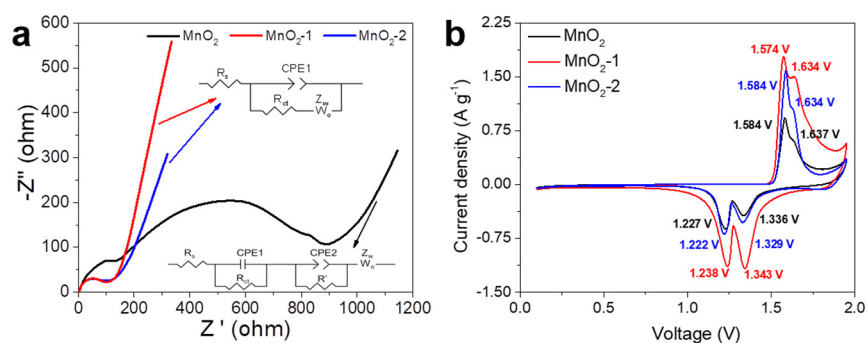 a
MnO₂ MnO₂-1 MnO₂-2
-Z'' (ohm)
600
500
400
300
200
100
0
0 200 400 600 800 1000 1200
Z ' (ohm)
Rs CPE1
Rct Zw
Wo
Rs CPE1 CPE2 Zw
Rct R' Wo
b
MnO₂
MnO₂-1
MnO₂-2
Current density (A g⁻¹)
2.25
1.50
0.75
0.00
-0.75
-1.50
0.0 0.5 1.0 1.5 2.0
Voltage (V)
1.574 V
1.634 V
1.584 V
1.634 V
1.584 V
1.637 V
1.227 V
1.336 V
1.222 V
1.329 V
1.238 V
1.343 V